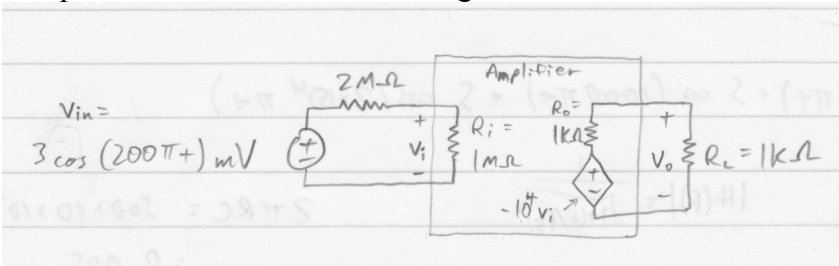 Amplifier
2MΩ
Vin =
3 cos (200πt) mV
+
-
+
Vi
-
Ri =
1MΩ
Ro =
1KΩ
+
-
-10⁴ Vi
+
Vo
-
RL = 1KΩ